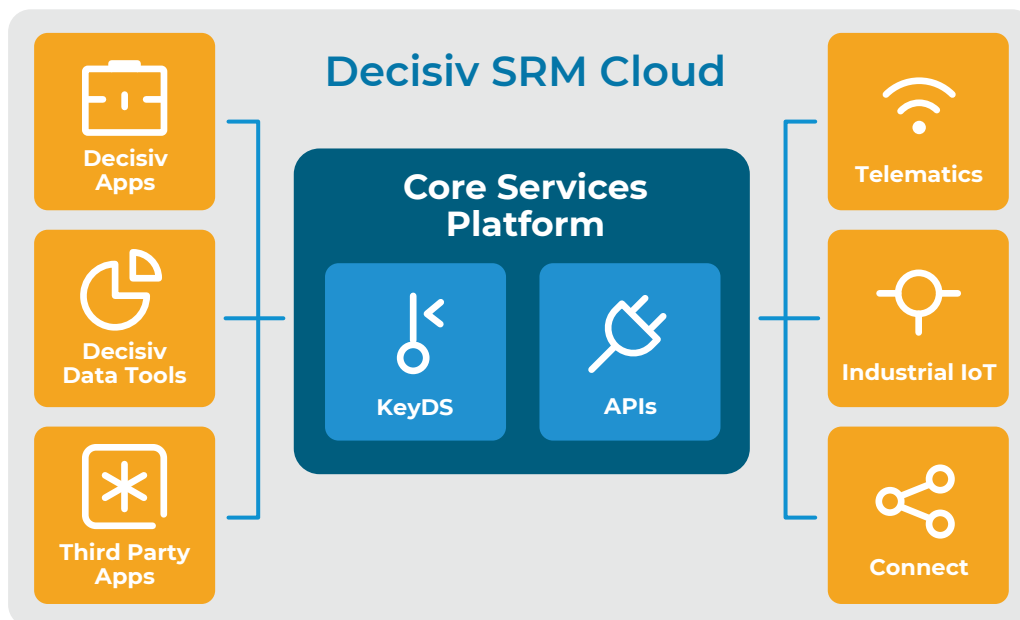 Decisiv SRM Cloud
Decisiv
Apps
Decisiv
Data Tools
Third Party
Apps
Core Services
Platform
KeyDS
APIs
Telematics
Industrial IoT
Connect